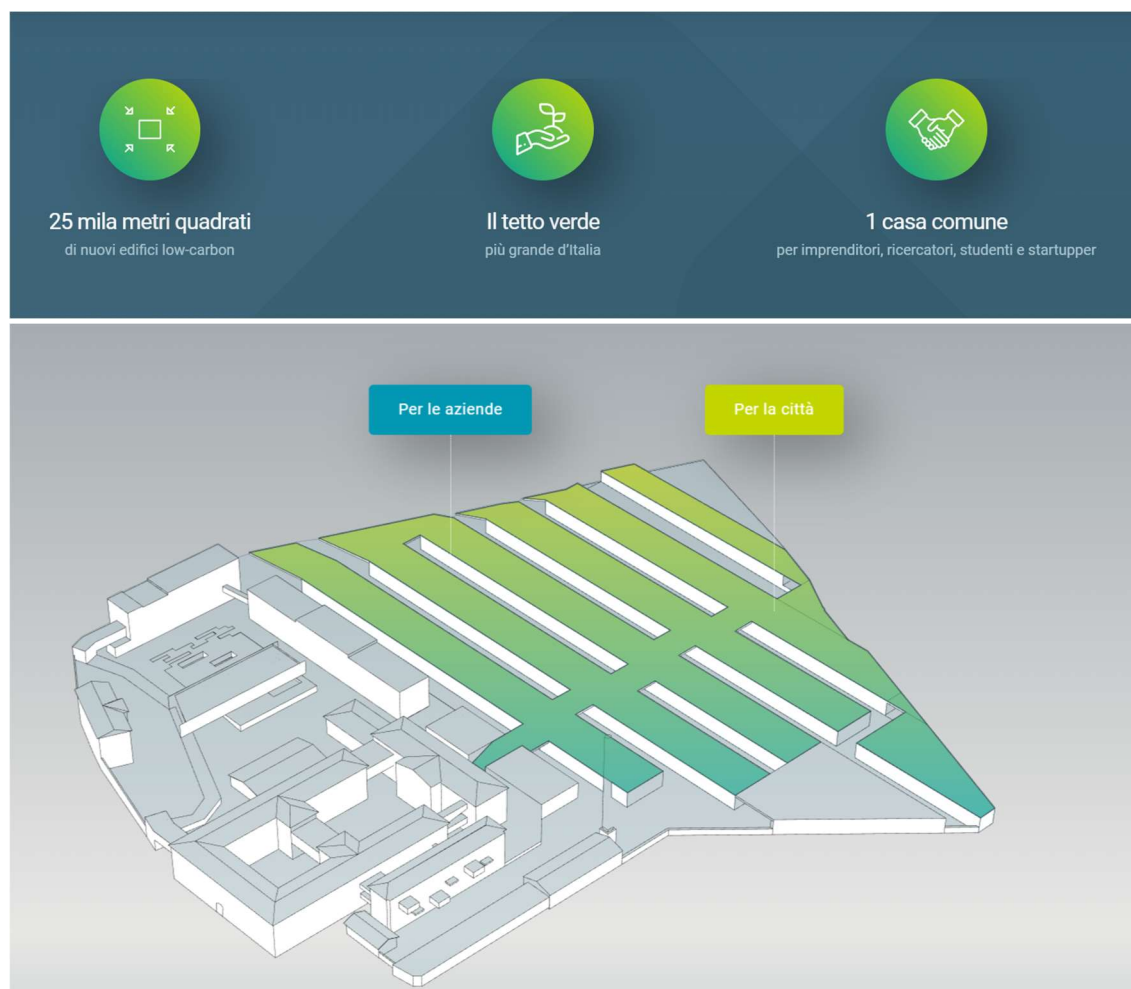 25 mila metri quadrati
di nuovi edifici low-carbon
Il tetto verde
più grande d'Italia
1 casa comune
per imprenditori, ricercatori, studenti e startupper
Per le aziende
Per la città